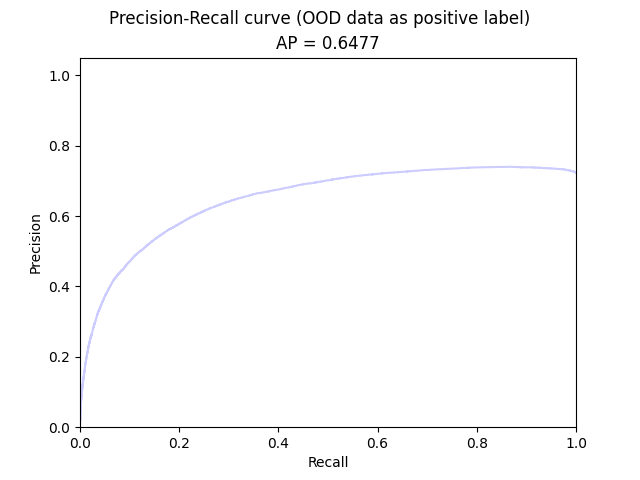 Precision-Recall curve (OOD data as positive label)
AP = 0.6477
1.0
0.8
0.6
0.4
0.2
0.0
Precision
0.0 0.2 0.4 0.6 0.8 1.0
Recall